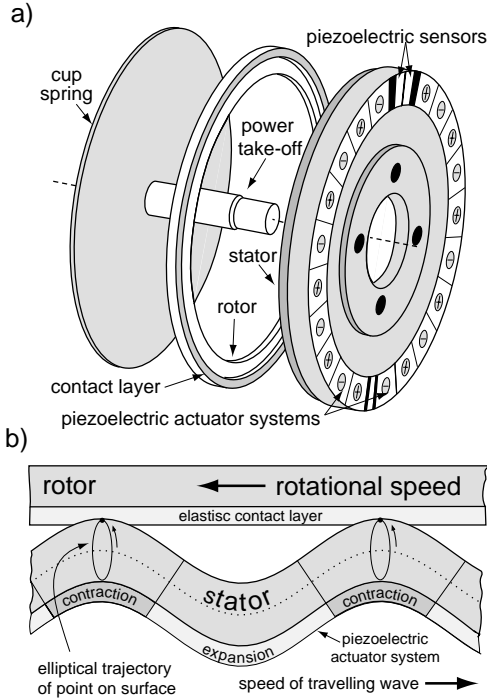 a)
piezoelectric sensors
cup
spring
power
take-off
stator
rotor
contact layer
piezoelectric actuator systems
b)
rotor
rotational speed
elastisc contact layer
stator
contraction
contraction
expansion
piezoelectric
actuator system
elliptical trajectory
of point on surface
speed of travelling wave